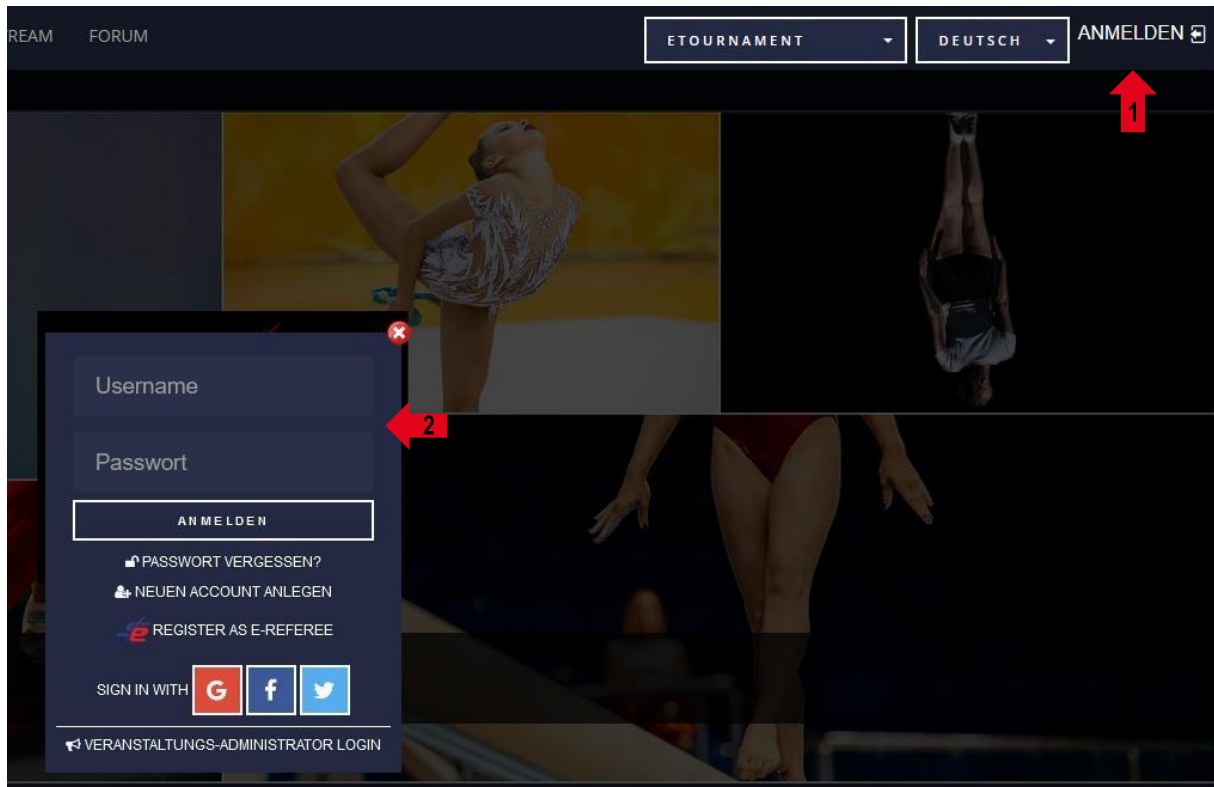 REAM FORUM ETOURNAMENT DEUTSCH ANMELDEN
1
Username
2
Passwort
ANMELDEN
PASSWORT VERGESSEN?
NEUEN ACCOUNT ANLEGEN
e REGISTER AS E-REFEREE
SIGN IN WITH G f
VERANSTALTUNGS-ADMINISTRATOR LOGIN